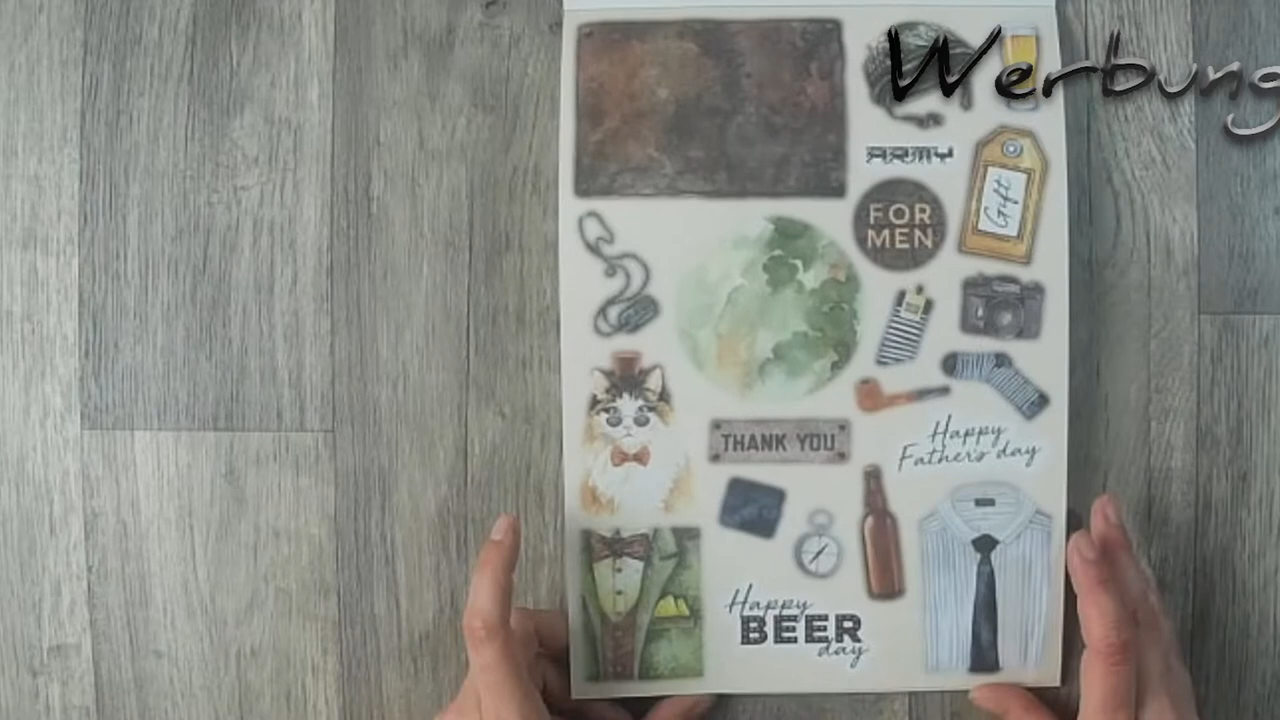 Werbung
ARMY
Gift
FOR
MEN
THANK YOU
Happy
Father's day
Happy
BEER
day